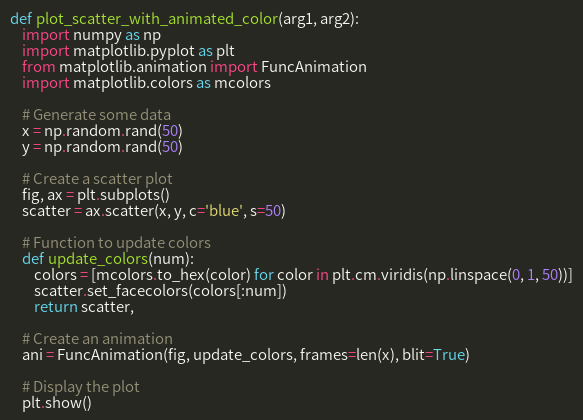 def plot_scatter_with_animated_color(arg1, arg2):
    import numpy as np
    import matplotlib.pyplot as plt
    from matplotlib.animation import FuncAnimation
    import matplotlib.colors as mcolors

    # Generate some data
    x = np.random.rand(50)
    y = np.random.rand(50)

    # Create a scatter plot
    fig, ax = plt.subplots()
    scatter = ax.scatter(x, y, c='blue', s=50)

    # Function to update colors
    def update_colors(num):
        colors = [mcolors.to_hex(color) for color in plt.cm.viridis(np.linspace(0, 1, 50))]
        scatter.set_facecolors(colors[:num])
        return scatter,

    # Create an animation
    ani = FuncAnimation(fig, update_colors, frames=len(x), blit=True)

    # Display the plot
    plt.show()